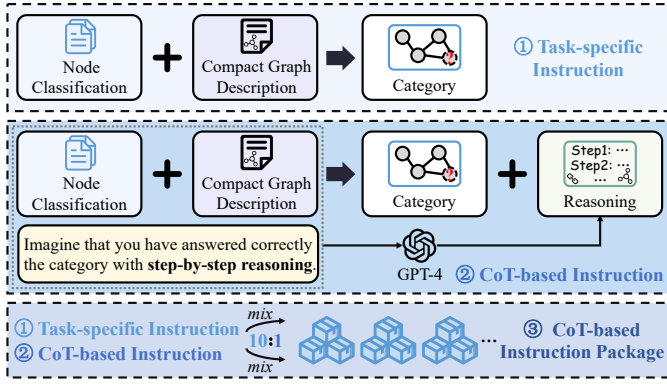 Node
Classification
Compact Graph
Description
?
Category
① Task-specific
Instruction
Node
Classification
Compact Graph
Description
?
Category
Step1: ...
Step2: ...
...
Reasoning
Imagine that you have answered correctly
the category with step-by-step reasoning.
GPT-4
② CoT-based Instruction
① Task-specific Instruction
② CoT-based Instruction
mix
10:1
mix
...
③ CoT-based
Instruction Package